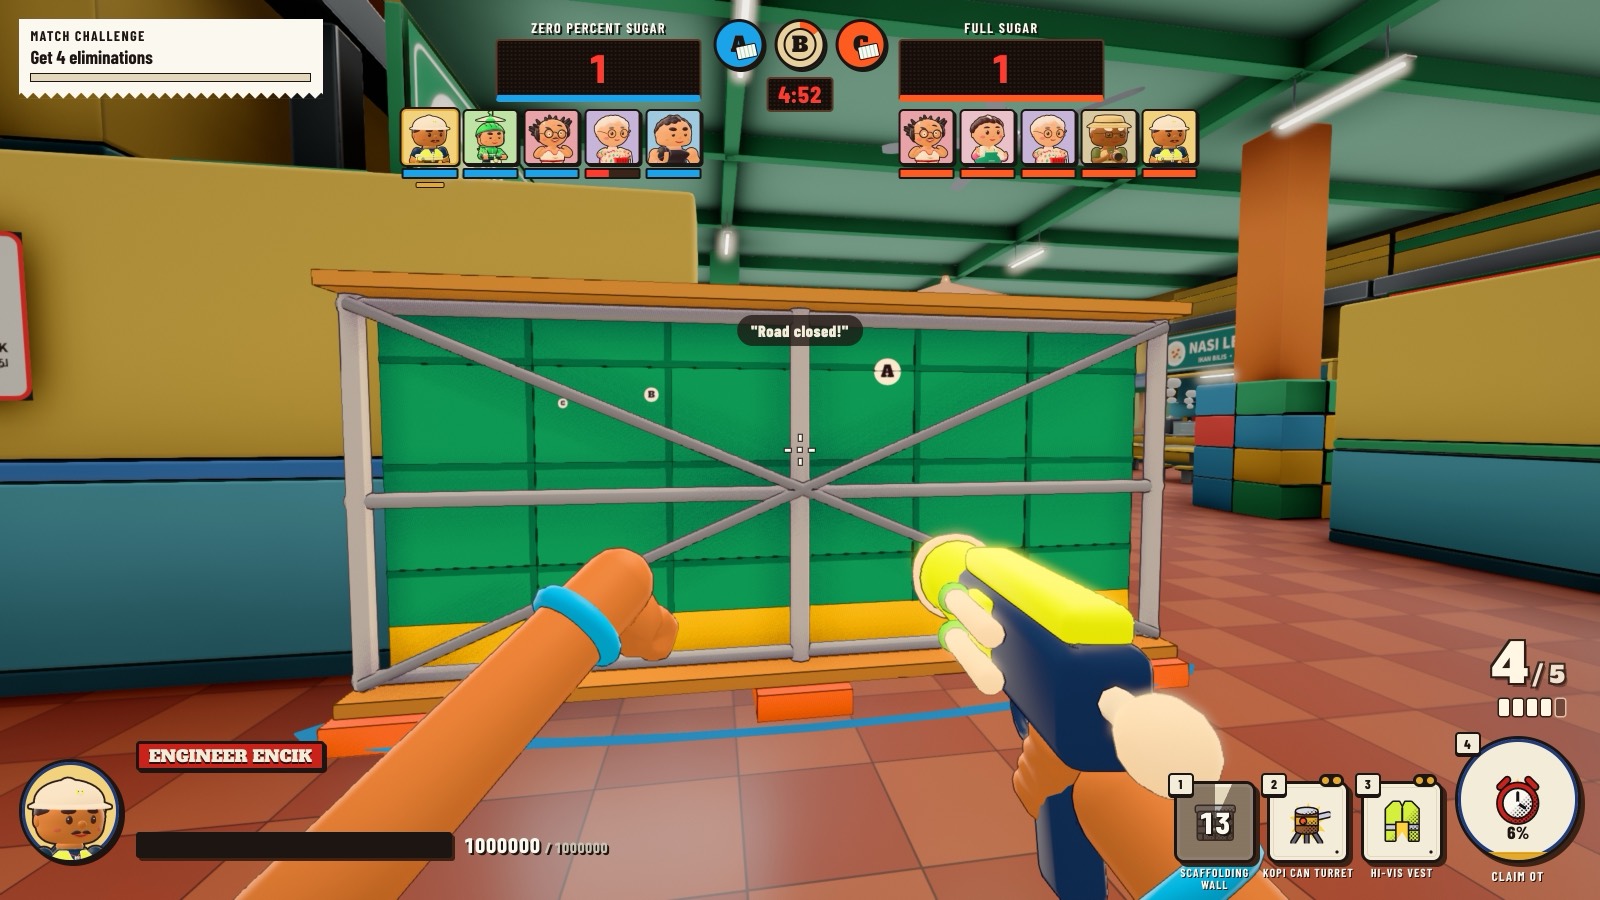 MATCH CHALLENGE
Get 4 eliminations
ZERO PERCENT SUGAR
1
A
B
C
4:52
FULL SUGAR
1
"Road closed!"
A
B
C
NASI LE
K
ENGINEER ENCIK
1000000 / 1000000
4/5
1
13
SCAFFOLDING
WALL
2
KOPI CAN TURRET
3
HI-VIS VEST
4
6%
CLAIM OT